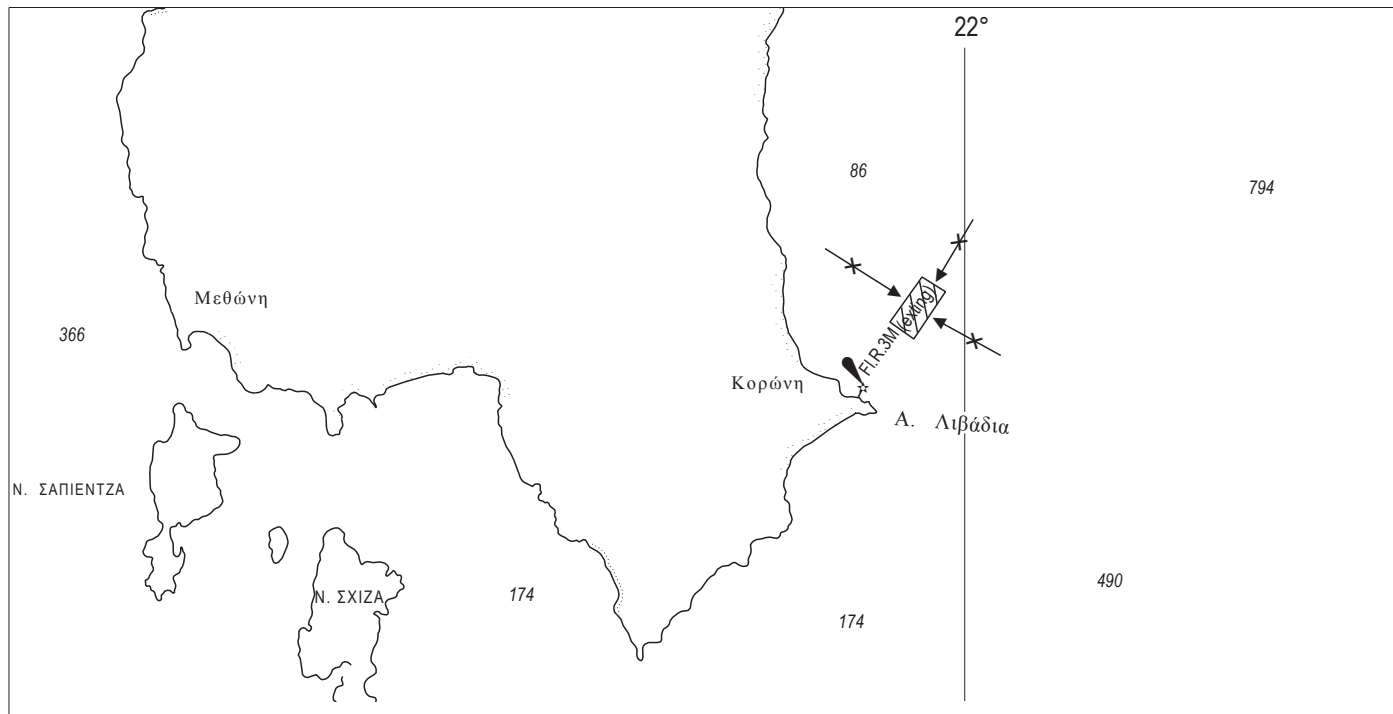 22°
86
794
Μεθώνη
366
Fl.R.3M (exting)
Κορώνη
Α. Λιβάδια
Ν. ΣΑΠΙΕΝΤΖΑ
174
Ν. ΣΧΙΖΑ
490
174